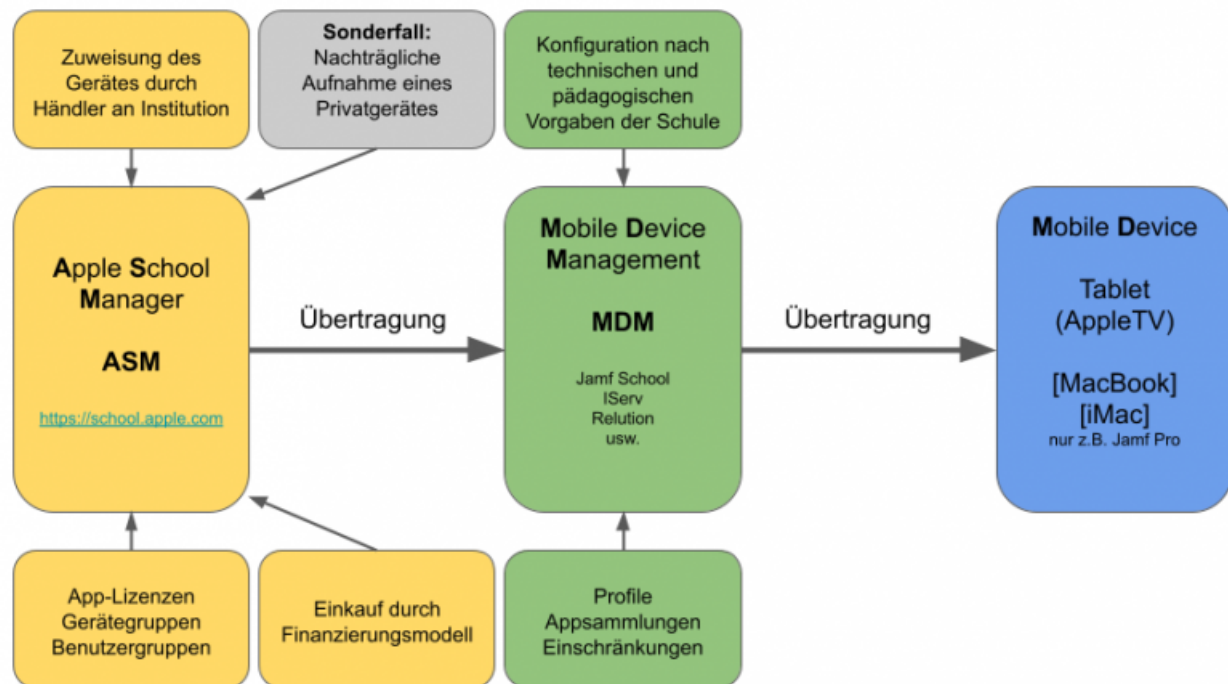 Zuweisung des
Gerätes durch
Händler an Institution
Sonderfall:
Nachträgliche
Aufnahme eines
Privatgerätes
Konfiguration nach
technischen und
pädagogischen
Vorgaben der Schule
Apple School
Manager
ASM
https://school.apple.com
Übertragung
Mobile Device
Management
MDM
Jamf School
IServ
Relution
usw.
Übertragung
Mobile Device
Tablet
(AppleTV)
[MacBook]
[iMac]
nur z.B. Jamf Pro
App-Lizenzen
Gerätegruppen
Benutzergruppen
Einkauf durch
Finanzierungsmodell
Profile
Appsammlungen
Einschränkungen